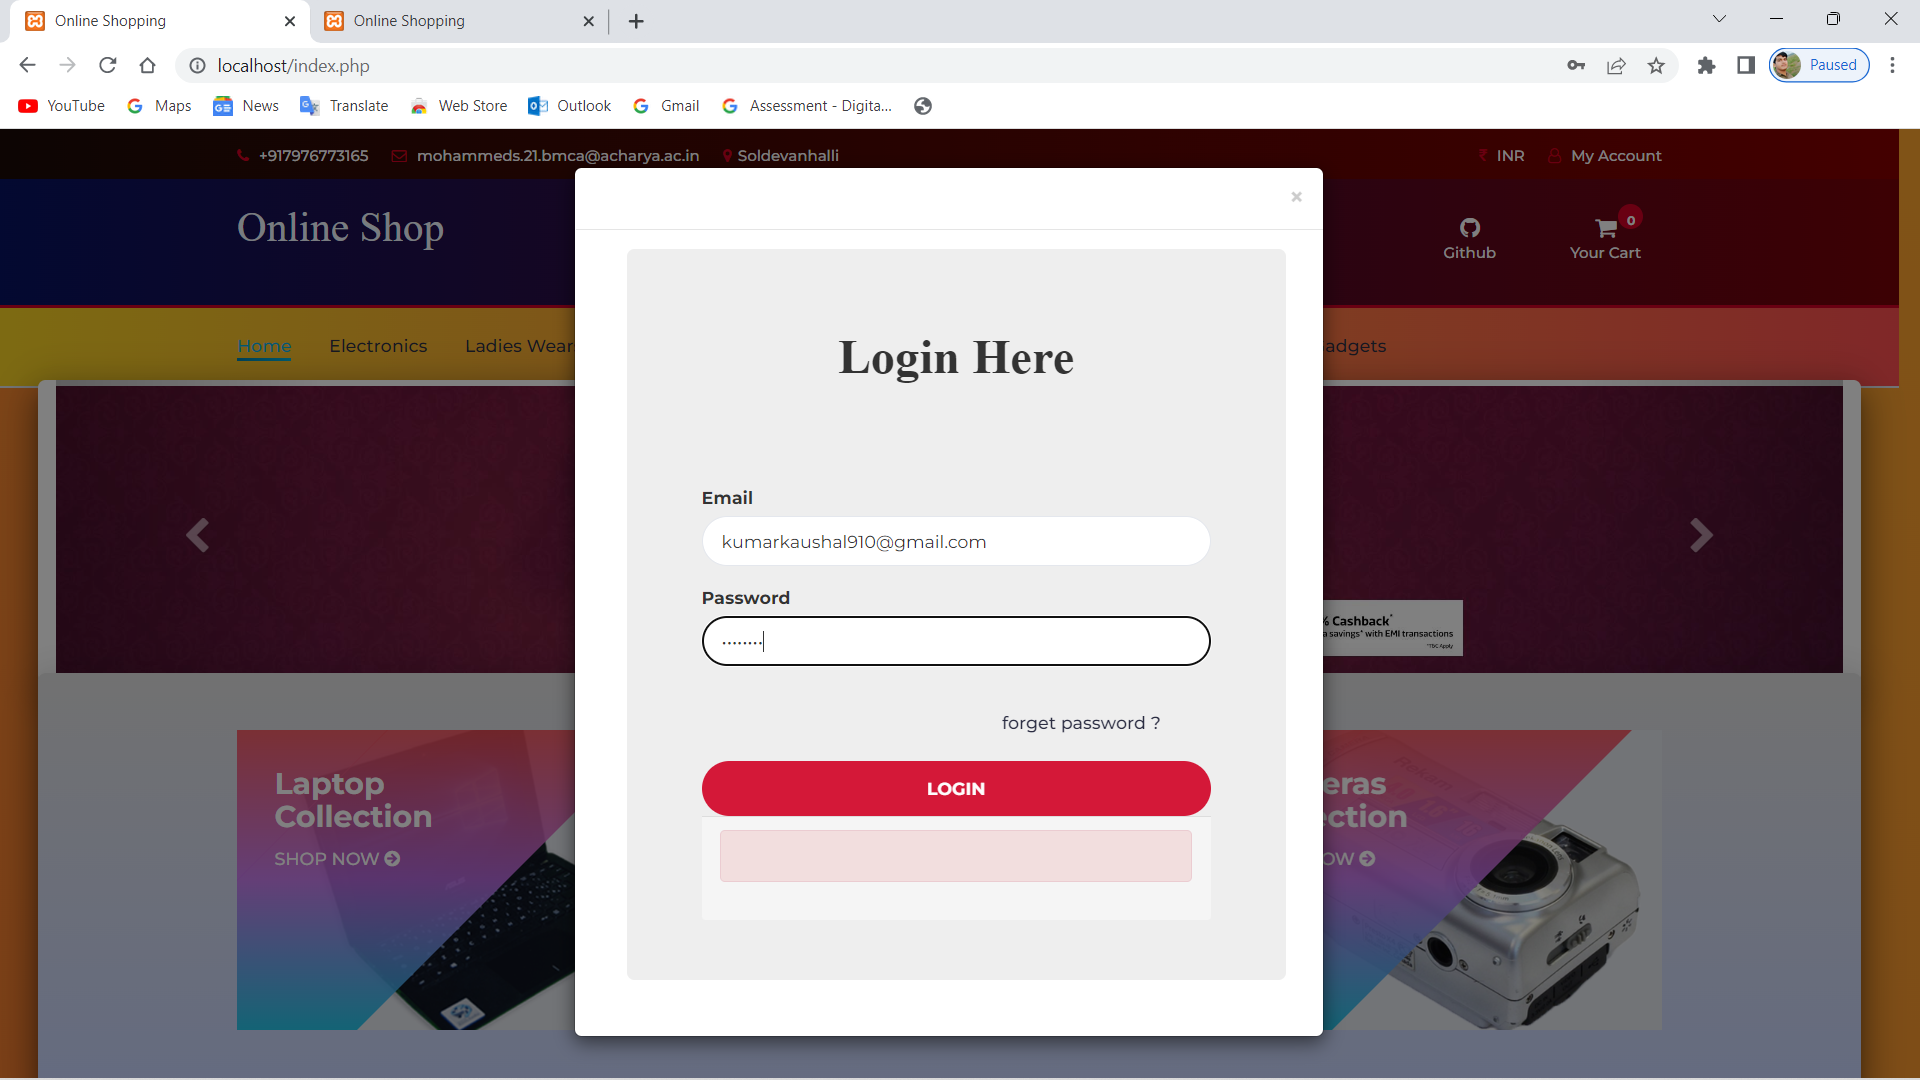 Online Shopping
Online Shopping
localhost/index.php
Paused
YouTube
Maps
News
Translate
Web Store
Outlook
Gmail
Assessment - Digita...
+917976773165
mohammeds.21.bmca@acharya.ac.in
Soldevanhalli
INR
My Account
Online Shop
Github
0
Your Cart
Home
Electronics
Ladies Wear
adgets
Login Here
Email
kumarkaushal910@gmail.com
Password
........
% Cashback*
a savings* with EMI transactions
*T&C Apply
forget password ?
LOGIN
Laptop
Collection
SHOP NOW
eras
ection
OW